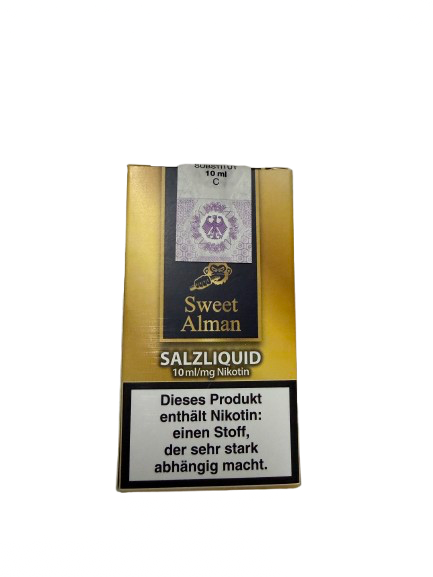 SUBSTITUT
10 ml
C
Sweet
Alman
SALZLIQUID
10 ml/mg Nikotin
Dieses Produkt
enthält Nikotin:
einen Stoff,
der sehr stark
abhängig macht.